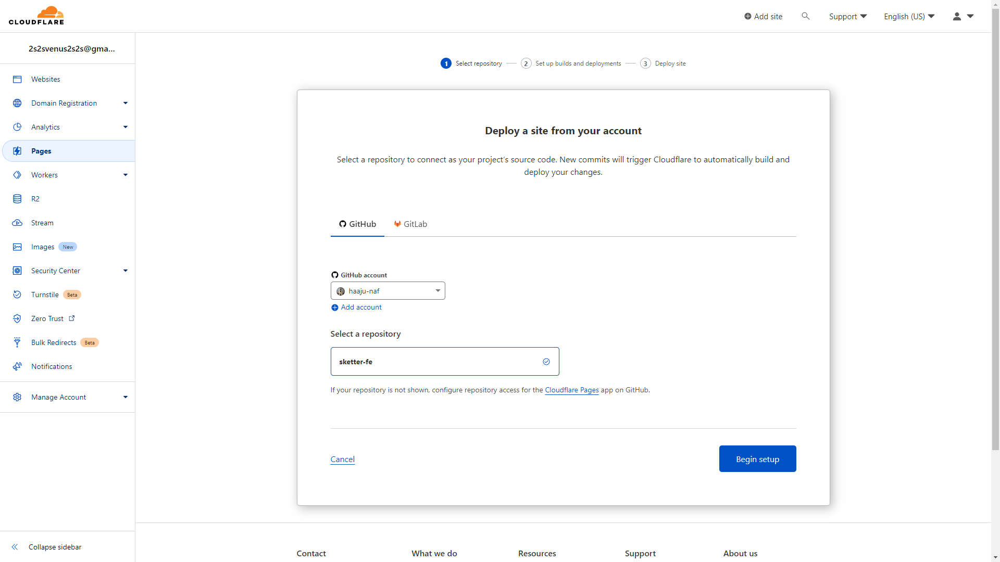 CLOUDFLARE
Add site
Support
English (US)
2s2svenus2s2s@gma...
Websites
Domain Registration
Analytics
Pages
Workers
R2
Stream
Images New
Security Center
Turnstile Beta
Zero Trust
Bulk Redirects Beta
Notifications
Manage Account
Collapse sidebar
1 Select repository
2 Set up builds and deployments
3 Deploy site
Deploy a site from your account
Select a repository to connect as your project's source code. New commits will trigger Cloudflare to automatically build and
deploy your changes.
GitHub
GitLab
GitHub account
haaju-naf
Add account
Select a repository
sketter-fe
If your repository is not shown, configure repository access for the Cloudflare Pages app on GitHub.
Cancel
Begin setup
Contact
What we do
Resources
Support
About us